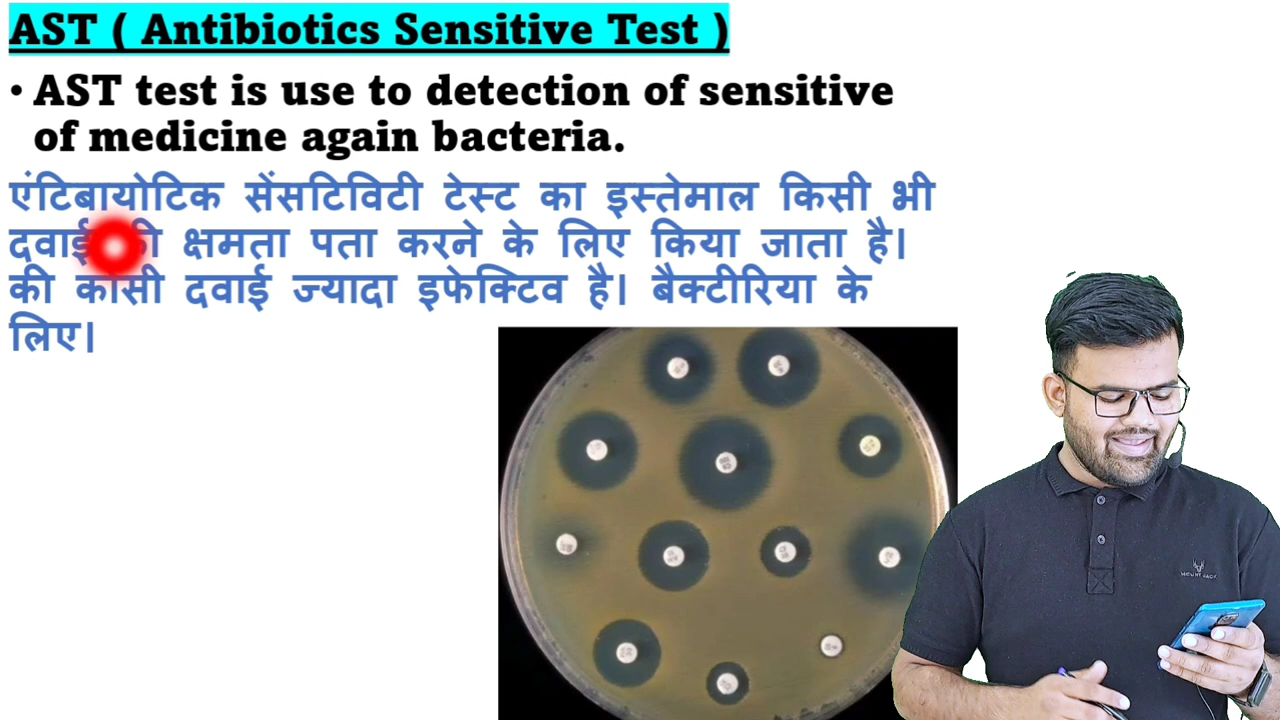 AST ( Antibiotics Sensitive Test )
• AST test is use to detection of sensitive
of medicine again bacteria.
एंटिबायोटिक सेंसटिविटी टेस्ट का इस्तेमाल किसी भी
दवाई क्षमता पता करने के लिए किया जाता है।
की कोंसी दवाई ज्यादा इफेक्टिव है। बैक्टीरिया के
लिए।